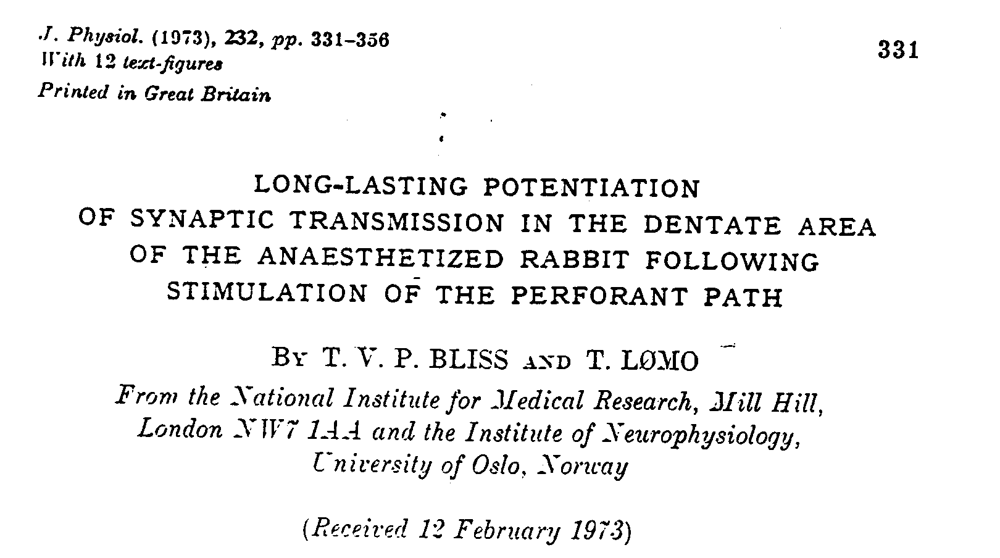 J. Physiol. (1973), 232, pp. 331–356
331
With 12 text-figures
Printed in Great Britain
LONG-LASTING POTENTIATION
OF SYNAPTIC TRANSMISSION IN THE DENTATE AREA
OF THE ANAESTHETIZED RABBIT FOLLOWING
STIMULATION OF THE PERFORANT PATH
By T. V. P. BLISS AND T. LØMO
From the National Institute for Medical Research, Mill Hill,
London NW7 1AA and the Institute of Neurophysiology,
University of Oslo, Norway
(Received 12 February 1973)